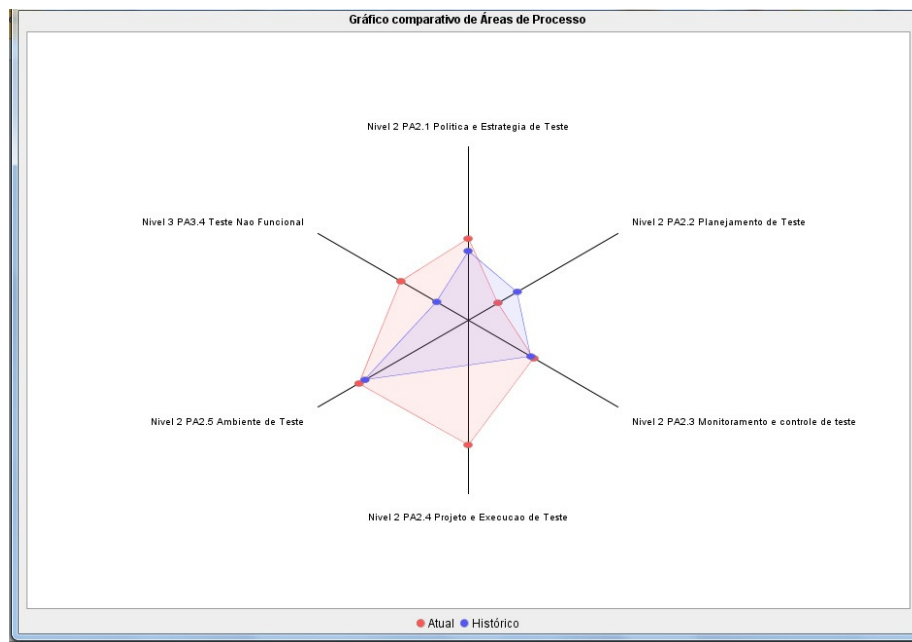 Gráfico comparativo de Áreas de Processo
Nivel 2 PA2.1 Politica e Estrategia de Teste
Nivel 3 PA3.4 Teste Nao Funcional
Nivel 2 PA2.2 Planejamento de Teste
Nivel 2 PA2.5 Ambiente de Teste
Nivel 2 PA2.3 Monitoramento e controle de teste
Nivel 2 PA2.4 Projeto e Execucao de Teste
Atual Histórico